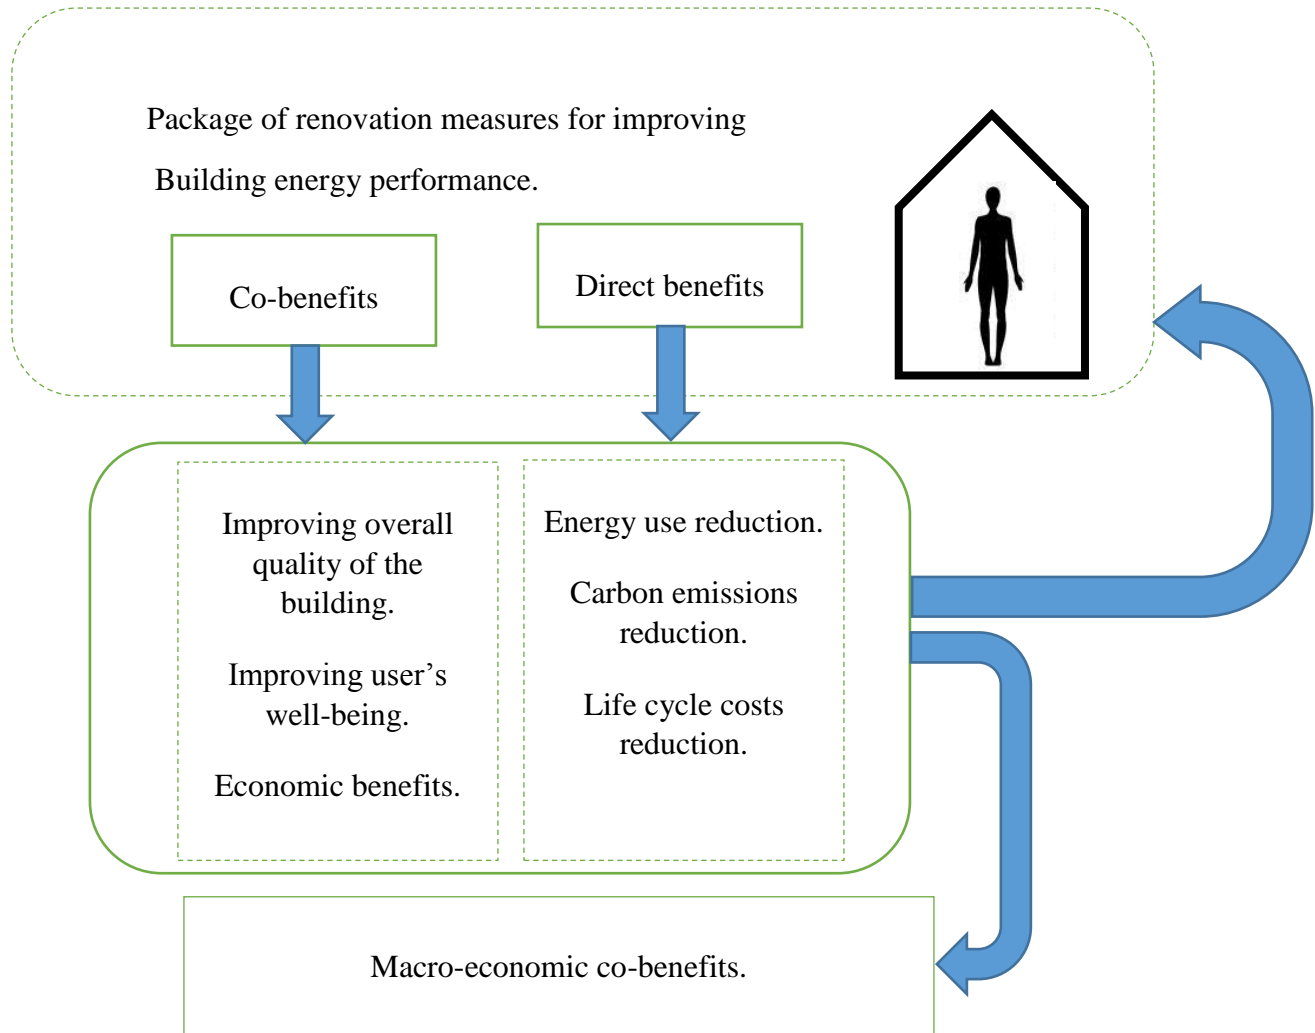 Package of renovation measures for improving
Building energy performance.
Co-benefits
Direct benefits
Improving overall
quality of the
building.
Improving user’s
well-being.
Economic benefits.
Energy use reduction.
Carbon emissions
reduction.
Life cycle costs
reduction.
Macro-economic co-benefits.